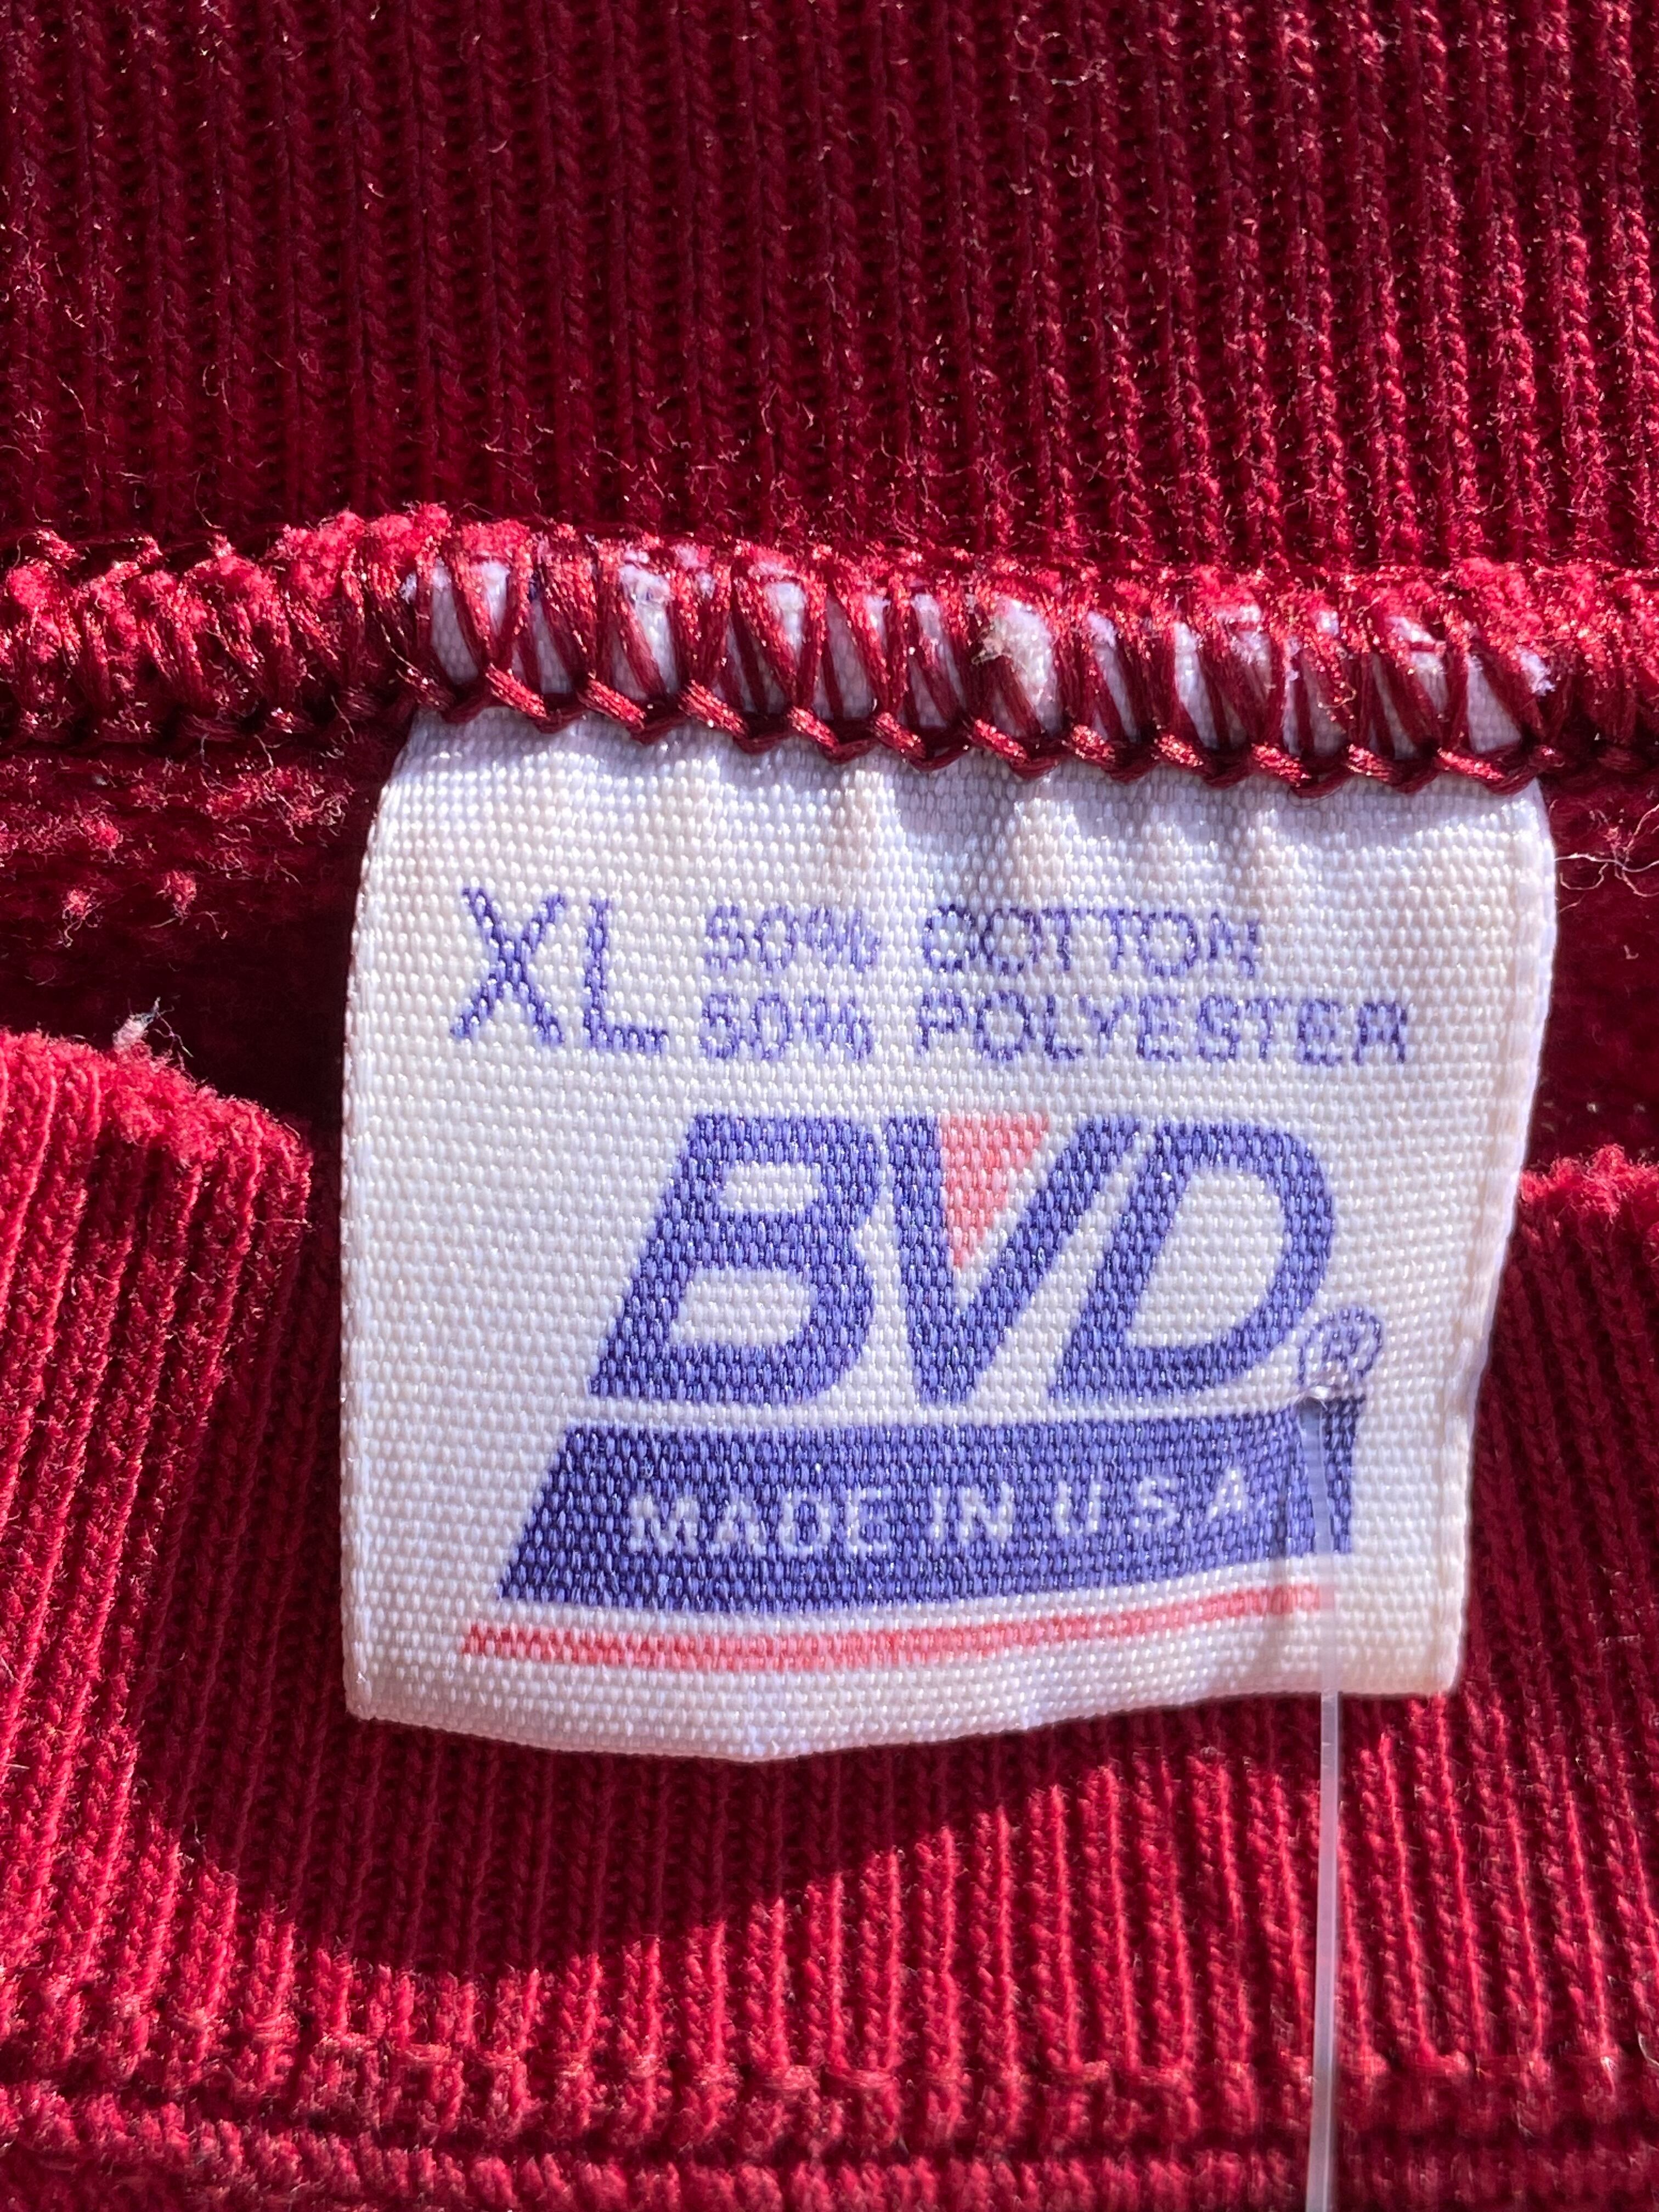 XL 50% COTTON
50% POLYESTER
BVD®
MADE IN U.S.A.